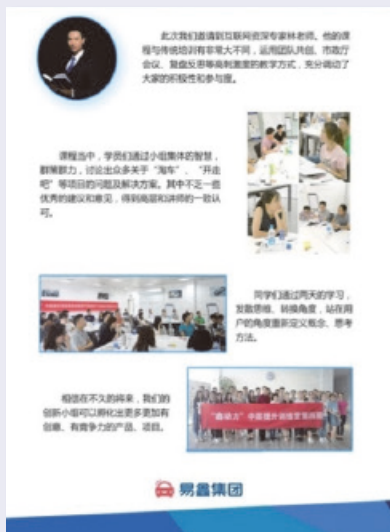 此次我们邀请到互联网资深专家林老师。他的课
程与传统培训有非常大不同，运用团队共创、市政厅
会议、复盘反思等高刺激度的教学方式，充分调动了
大家的积极性和参与度。
课程当中，学员们通过小组集体的智慧，
群策群力，讨论出众多关于“淘车”、“开走
吧”等项目的问题及解决方案。其中不乏一些
优秀的建议和意见，得到高层和讲师的一致认
可。
同学们通过两天的学习，
发散思维、转换角度，站在用
户的角度重新定义概念、思考
方法。
相信在不久的将来，我们的
创新小组可以孵化出更多更加有
创意、有竞争力的产品、项目。
中层提升训练营第四期
易鑫集团